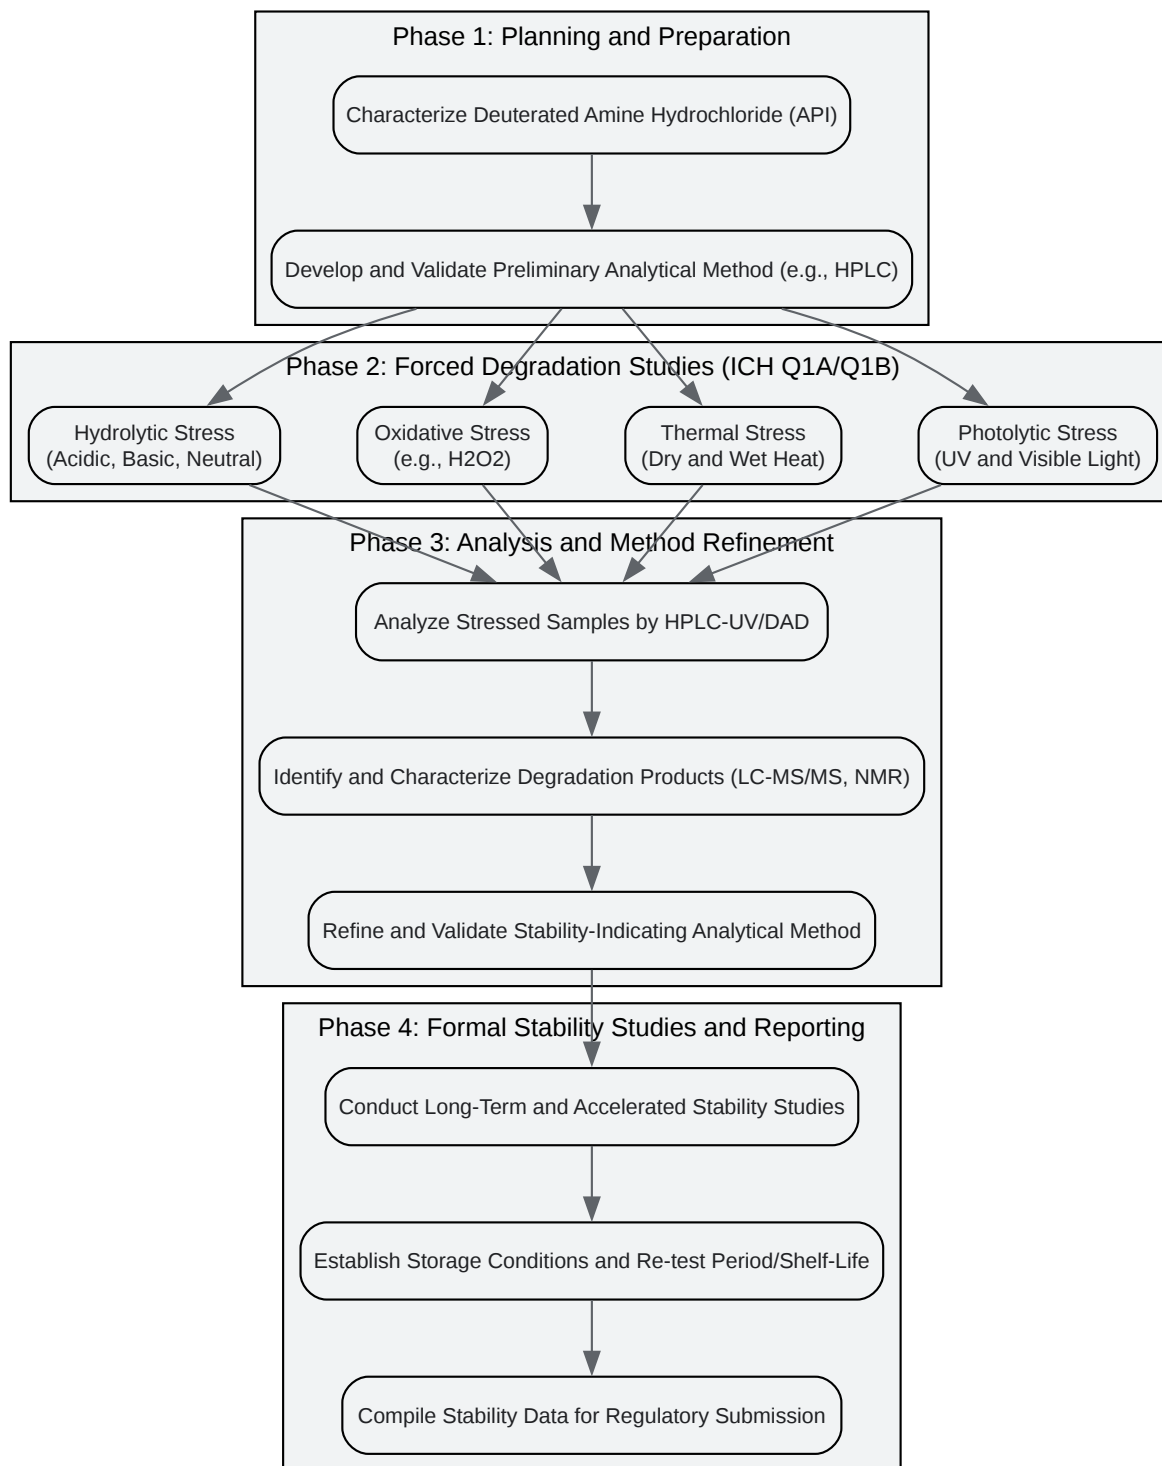 Phase 1: Planning and Preparation
Characterize Deuterated Amine Hydrochloride (API)
Develop and Validate Preliminary Analytical Method (e.g., HPLC)
Phase 2: Forced Degradation Studies (ICH Q1A/Q1B)
Hydrolytic Stress
(Acidic, Basic, Neutral)
Oxidative Stress
(e.g., H2O2)
Thermal Stress
(Dry and Wet Heat)
Photolytic Stress
(UV and Visible Light)
Phase 3: Analysis and Method Refinement
Analyze Stressed Samples by HPLC-UV/DAD
Identify and Characterize Degradation Products (LC-MS/MS, NMR)
Refine and Validate Stability-Indicating Analytical Method
Phase 4: Formal Stability Studies and Reporting
Conduct Long-Term and Accelerated Stability Studies
Establish Storage Conditions and Re-test Period/Shelf-Life
Compile Stability Data for Regulatory Submission